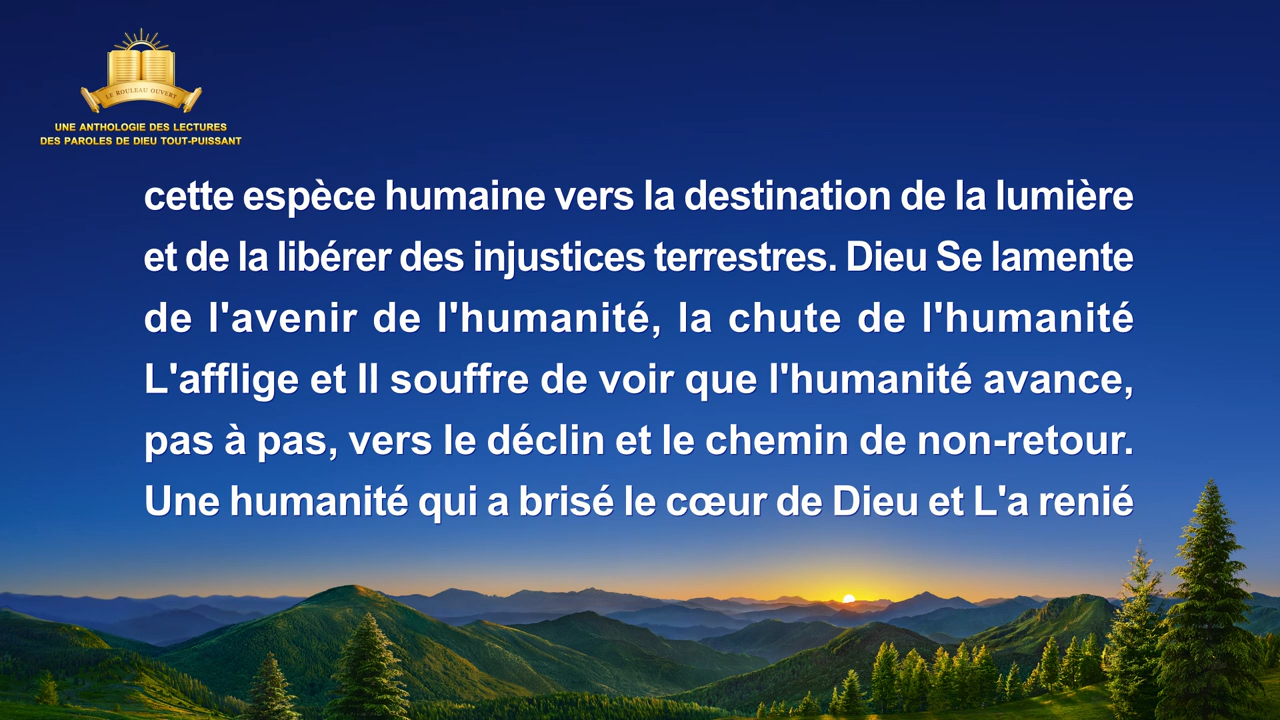 LE ROULEAU OUVERT
UNE ANTHOLOGIE DES LECTURES
DES PAROLES DE DIEU TOUT-PUISSANT
cette espèce humaine vers la destination de la lumière
et de la libérer des injustices terrestres. Dieu Se lamente
de l'avenir de l'humanité, la chute de l'humanité
L'afflige et Il souffre de voir que l'humanité avance,
pas à pas, vers le déclin et le chemin de non-retour.
Une humanité qui a brisé le cœur de Dieu et L'a renié